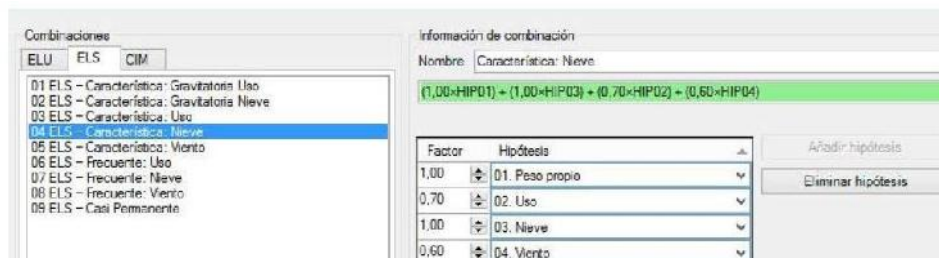 Combinaciones
ELU ELS CIM
01 ELS – Característica: Gravitatoria Uso
02 ELS – Característica: Gravitatoria Nieve
03 ELS – Característica: Uso
04 ELS – Característica: Nieve
05 ELS – Característica: Viento
06 ELS – Frecuente: Uso
07 ELS – Frecuente: Nieve
08 ELS – Frecuente: Viento
09 ELS – Casi Permanente
Información de combinación
Nombre Característica: Nieve
(1,00×HIP01) + (1,00×HIP03) + (0,70×HIP02) + (0,60×HIP04)
Factor Hipótesis
1,00 01. Peso propio
0,70 02. Uso
1,00 03. Nieve
0,60 04. Viento
Añadir hipótesis
Eliminar hipótesis